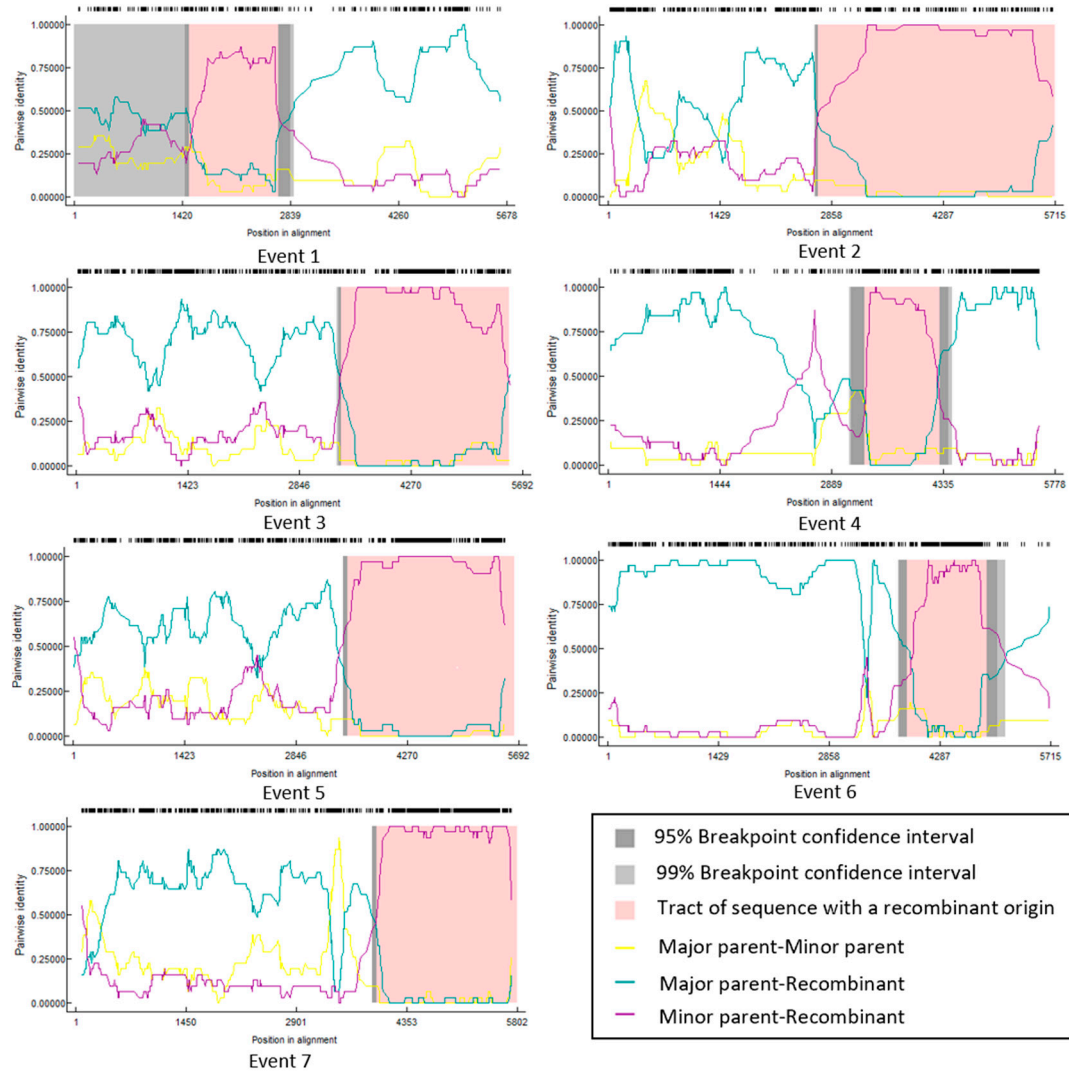 1.00000
0.75000
0.50000
0.25000
0.00000
Pairwise identity
1 1420 2839 4260 5678
Position in alignment
Event 1
1.00000
0.75000
0.50000
0.25000
0.00000
Pairwise identity
1 1429 2858 4287 5715
Position in alignment
Event 2
1.00000
0.75000
0.50000
0.25000
0.00000
Pairwise identity
1 1423 2846 4270 5692
Position in alignment
Event 3
1.00000
0.75000
0.50000
0.25000
0.00000
Pairwise identity
1 1444 2889 4335 5778
Position in alignment
Event 4
1.00000
0.75000
0.50000
0.25000
0.00000
Pairwise identity
1 1423 2846 4270 5692
Position in alignment
Event 5
1.00000
0.75000
0.50000
0.25000
0.00000
Pairwise identity
1 1429 2858 4287 5715
Position in alignment
Event 6
1.00000
0.75000
0.50000
0.25000
0.00000
Pairwise identity
1 1450 2901 4353 5802
Position in alignment
Event 7
95% Breakpoint confidence interval
99% Breakpoint confidence interval
Tract of sequence with a recombinant origin
Major parent-Minor parent
Major parent-Recombinant
Minor parent-Recombinant